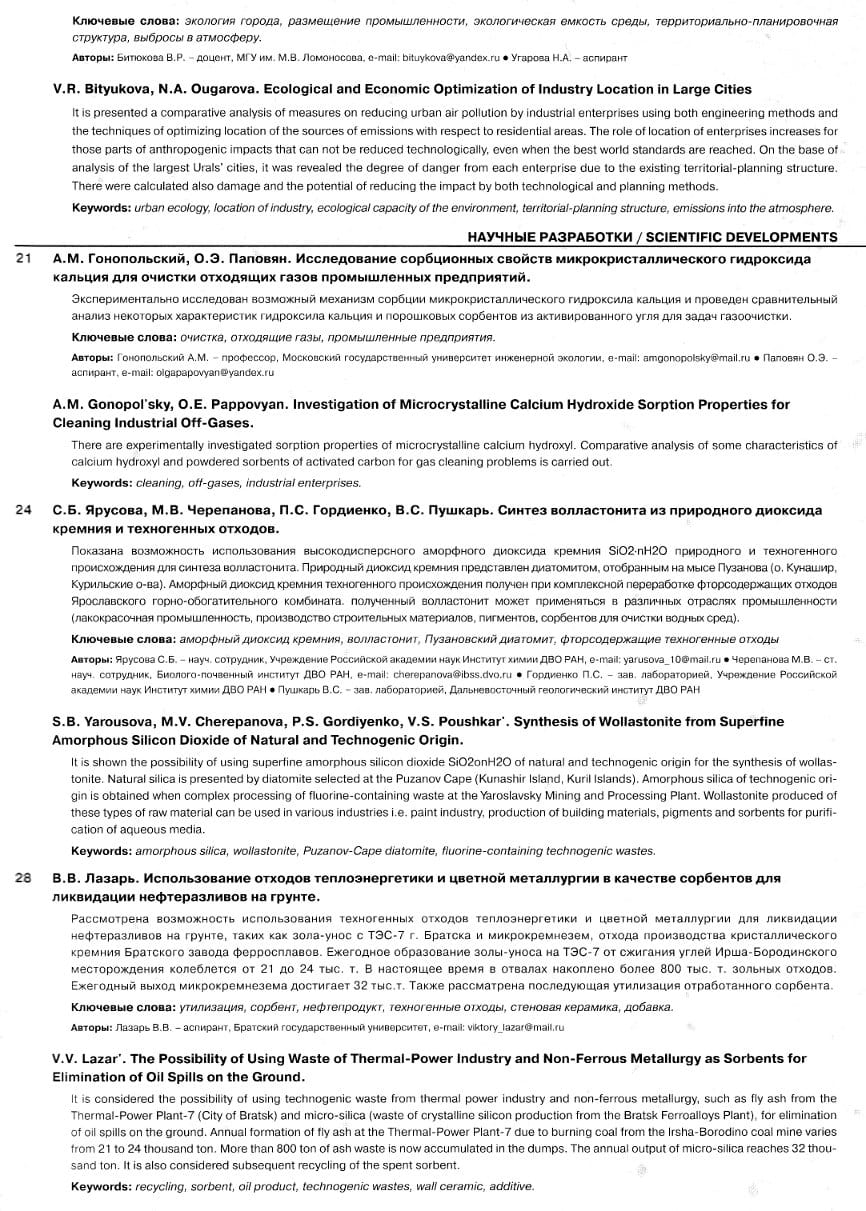 Ключевые слова: экология города, размещение промышленности, экологическая емкость среды, территориально-планировочная
структура, выбросы в атмосферу.
Авторы: Битюкова В.Р. – доцент, МГУ им. М.В. Ломоносова, e-mail: bituykova@yandex.ru ● Угарова Н.А. – аспирант
V.R. Bityukova, N.A. Ougarova. Ecological and Economic Optimization of Industry Location in Large Cities
It is presented a comparative analysis of measures on reducing urban air pollution by industrial enterprises using both engineering methods and
the techniques of optimizing location of the sources of emissions with respect to residential areas. The role of location of enterprises increases for
those parts of anthropogenic impacts that can not be reduced technologically, even when the best world standards are reached. On the base of
analysis of the largest Urals' cities, it was revealed the degree of danger from each enterprise due to the existing territorial-planning structure.
There were calculated also damage and the potential of reducing the impact by both technological and planning methods.
Keywords: urban ecology, location of industry, ecological capacity of the environment, territorial-planning structure, emissions into the atmosphere.
НАУЧНЫЕ РАЗРАБОТКИ / SCIENTIFIC DEVELOPMENTS
21 А.М. Гонопольский, О.Э. Паповян. Исследование сорбционных свойств микрокристаллического гидроксида
кальция для очистки отходящих газов промышленных предприятий.
Экспериментально исследован возможный механизм сорбции микрокристаллического гидроксила кальция и проведен сравнительный
анализ некоторых характеристик гидроксила кальция и порошковых сорбентов из активированного угля для задач газоочистки.
Ключевые слова: очистка, отходящие газы, промышленные предприятия.
Авторы: Гонопольский А.М. – профессор, Московский государственный университет инженерной экологии, e-mail: amgonopolsky@mail.ru ● Паповян О.Э. –
аспирант, e-mail: olgapapovyan@yandex.ru
A.M. Gonopol'sky, O.E. Pappovyan. Investigation of Microcrystalline Calcium Hydroxide Sorption Properties for
Cleaning Industrial Off-Gases.
There are experimentally investigated sorption properties of microcrystalline calcium hydroxyl. Comparative analysis of some characteristics of
calcium hydroxyl and powdered sorbents of activated carbon for gas cleaning problems is carried out.
Keywords: cleaning, off-gases, industrial enterprises.
24 С.Б. Ярусова, М.В. Черепанова, П.С. Гордиенко, В.С. Пушкарь. Синтез волластонита из природного диоксида
кремния и техногенных отходов.
Показана возможность использования высокодисперсного аморфного диоксида кремния SiO2·nH2O природного и техногенного
происхождения для синтеза волластонита. Природный диоксид кремния представлен диатомитом, отобранным на мысе Пузанова (о. Кунашир,
Курильские о-ва). Аморфный диоксид кремния техногенного происхождения получен при комплексной переработке фторсодержащих отходов
Ярославского горно-обогатительного комбината. полученный волластонит может применяться в различных отраслях промышленности
(лакокрасочная промышленность, производство строительных материалов, пигментов, сорбентов для очистки водных сред).
Ключевые слова: аморфный диоксид кремния, волластонит, Пузановский диатомит, фторсодержащие техногенные отходы
Авторы: Ярусова С.Б. – науч. сотрудник, Учреждение Российской академии наук Институт химии ДВО РАН, e-mail: yarusova_10@mail.ru ● Черепанова М.В. – ст.
науч. сотрудник, Биолого-почвенный институт ДВО РАН, e-mail: cherepanova@ibss.dvo.ru ● Гордиенко П.С. – зав. лабораторией, Учреждение Российской
академии наук Институт химии ДВО РАН ● Пушкарь В.С. – зав. лабораторией, Дальневосточный геологический институт ДВО РАН
S.B. Yarousova, M.V. Cherepanova, P.S. Gordiyenko, V.S. Poushkar'. Synthesis of Wollastonite from Superfine
Amorphous Silicon Dioxide of Natural and Technogenic Origin.
It is shown the possibility of using superfine amorphous silicon dioxide SiO2onH2O of natural and technogenic origin for the synthesis of wollas-
tonite. Natural silica is presented by diatomite selected at the Puzanov Cape (Kunashir Island, Kuril Islands). Amorphous silica of technogenic ori-
gin is obtained when complex processing of fluorine-containing waste at the Yaroslavsky Mining and Processing Plant. Wollastonite produced of
these types of raw material can be used in various industries i.e. paint industry, production of building materials, pigments and sorbents for purifi-
cation of aqueous media.
Keywords: amorphous silica, wollastonite, Puzanov-Cape diatomite, fluorine-containing technogenic wastes.
28 В.В. Лазарь. Использование отходов теплоэнергетики и цветной металлургии в качестве сорбентов для
ликвидации нефтеразливов на грунте.
Рассмотрена возможность использования техногенных отходов теплоэнергетики и цветной металлургии для ликвидации
нефтеразливов на грунте, таких как зола-унос с ТЭС-7 г. Братска и микрокремнезем, отхода производства кристаллического
кремния Братского завода ферросплавов. Ежегодное образование золы-уноса на ТЭС-7 от сжигания углей Ирша-Бородинского
месторождения колеблется от 21 до 24 тыс. т. В настоящее время в отвалах накоплено более 800 тыс. т. зольных отходов.
Ежегодный выход микрокремнезема достигает 32 тыс.т. Также рассмотрена последующая утилизация отработанного сорбента.
Ключевые слова: утилизация, сорбент, нефтепродукт, техногенные отходы, стеновая керамика, добавка.
Авторы: Лазарь В.В. – аспирант, Братский государственный университет, e-mail: viktory_lazar@mail.ru
V.V. Lazar'. The Possibility of Using Waste of Thermal-Power Industry and Non-Ferrous Metallurgy as Sorbents for
Elimination of Oil Spills on the Ground.
It is considered the possibility of using technogenic waste from thermal power industry and non-ferrous metallurgy, such as fly ash from the
Thermal-Power Plant-7 (City of Bratsk) and micro-silica (waste of crystalline silicon production from the Bratsk Ferroalloys Plant), for elimination
of oil spills on the ground. Annual formation of fly ash at the Thermal-Power Plant-7 due to burning coal from the Irsha-Borodino coal mine varies
from 21 to 24 thousand ton. More than 800 ton of ash waste is now accumulated in the dumps. The annual output of micro-silica reaches 32 thou-
sand ton. It is also considered subsequent recycling of the spent sorbent.
Keywords: recycling, sorbent, oil product, technogenic wastes, wall ceramic, additive.